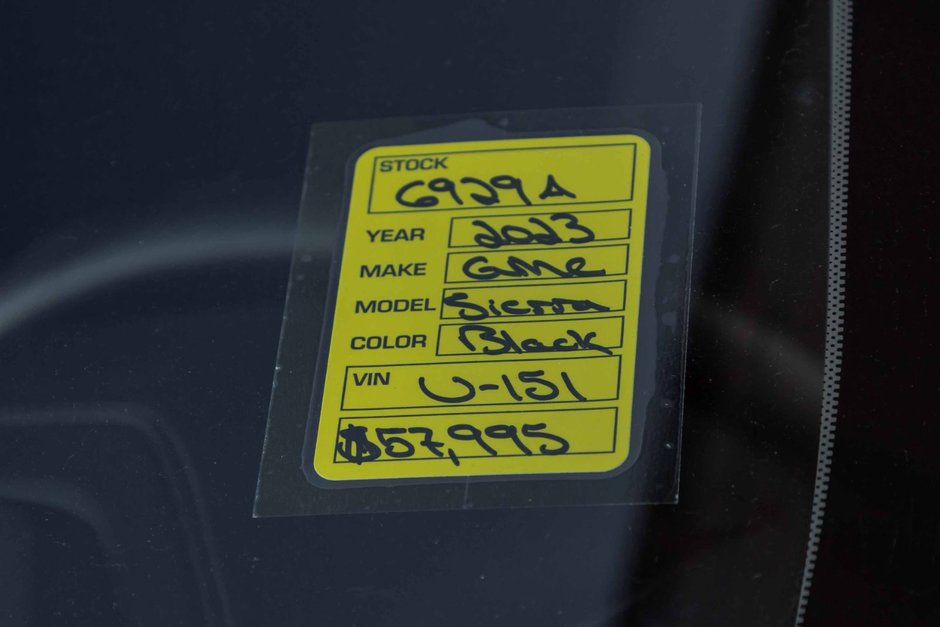 STOCK
6929A
YEAR 2023
MAKE GMC
MODEL Sierra
COLOR Black
VIN U-151
$57,995